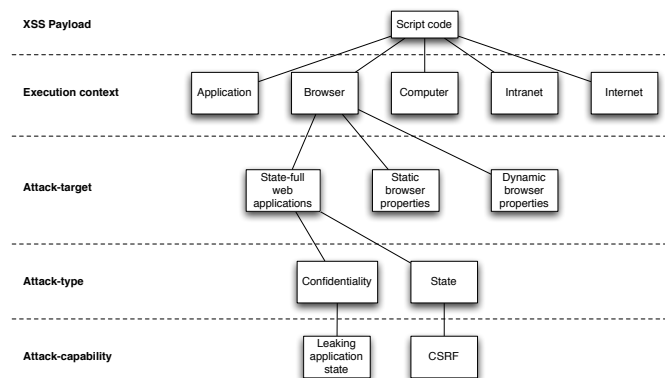 XSS Payload
Script code
Execution context
Application
Browser
Computer
Intranet
Internet
Attack-target
State-full
web
applications
Static
browser
properties
Dynamic
browser
properties
Attack-type
Confidentiality
State
Attack-capability
Leaking
application
state
CSRF